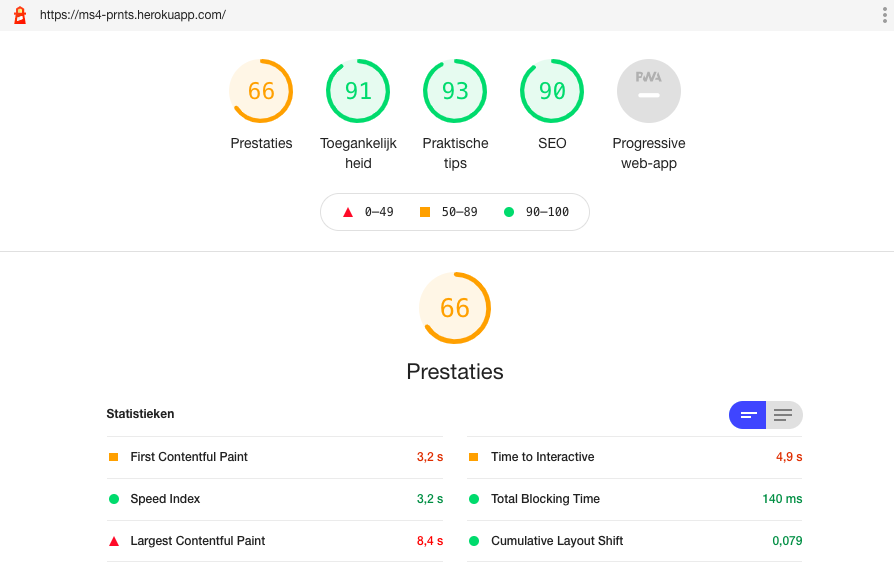 https://ms4-prnts.herokuapp.com/
66
91
93
90
PWA
Prestaties
Toegankelijk
heid
Praktische
tips
SEO
Progressive
web-app
0–49
50–89
90–100
66
Prestaties
Statistieken
First Contentful Paint 3,2 s
Time to Interactive 4,9 s
Speed Index 3,2 s
Total Blocking Time 140 ms
Largest Contentful Paint 8,4 s
Cumulative Layout Shift 0,079